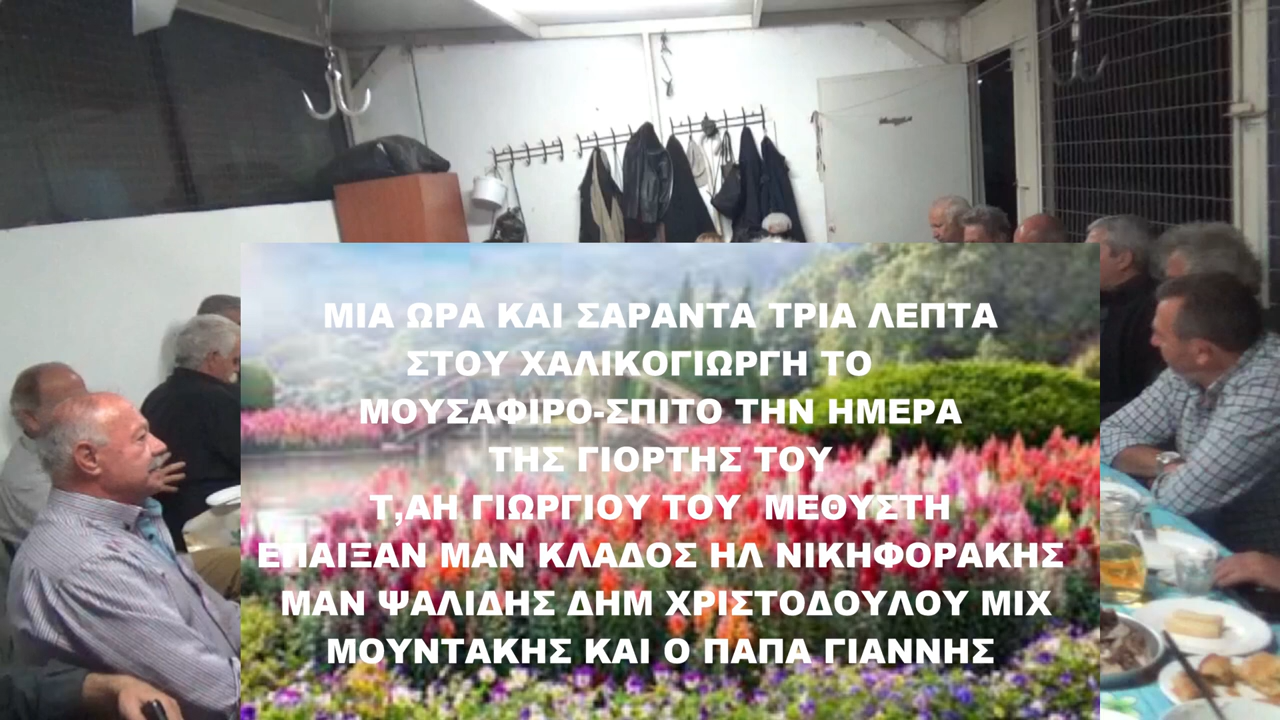 ΜΙΑ ΩΡΑ ΚΑΙ ΣΑΡΑΝΤΑ ΤΡΙΑ ΛΕΠΤΑ
ΣΤΟΥ ΧΑΛΙΚΟΓΙΩΡΓΗ ΤΟ
ΜΟΥΣΑΦΙΡΟ-ΣΠΙΤΟ ΤΗΝ ΗΜΕΡΑ
ΤΗΣ ΓΙΟΡΤΗΣ ΤΟΥ
Τ,ΑΗ ΓΙΩΡΓΙΟΥ ΤΟΥ ΜΕΘΥΣΤΗ
ΕΠΑΙΞΑΝ ΜΑΝ ΚΛΑΔΟΣ ΗΛ ΝΙΚΗΦΟΡΑΚΗΣ
ΜΑΝ ΨΑΛΙΔΗΣ ΔΗΜ ΧΡΙΣΤΟΔΟΥΛΟΥ ΜΙΧ
ΜΟΥΝΤΑΚΗΣ ΚΑΙ Ο ΠΑΠΑ ΓΙΑΝΝΗΣ